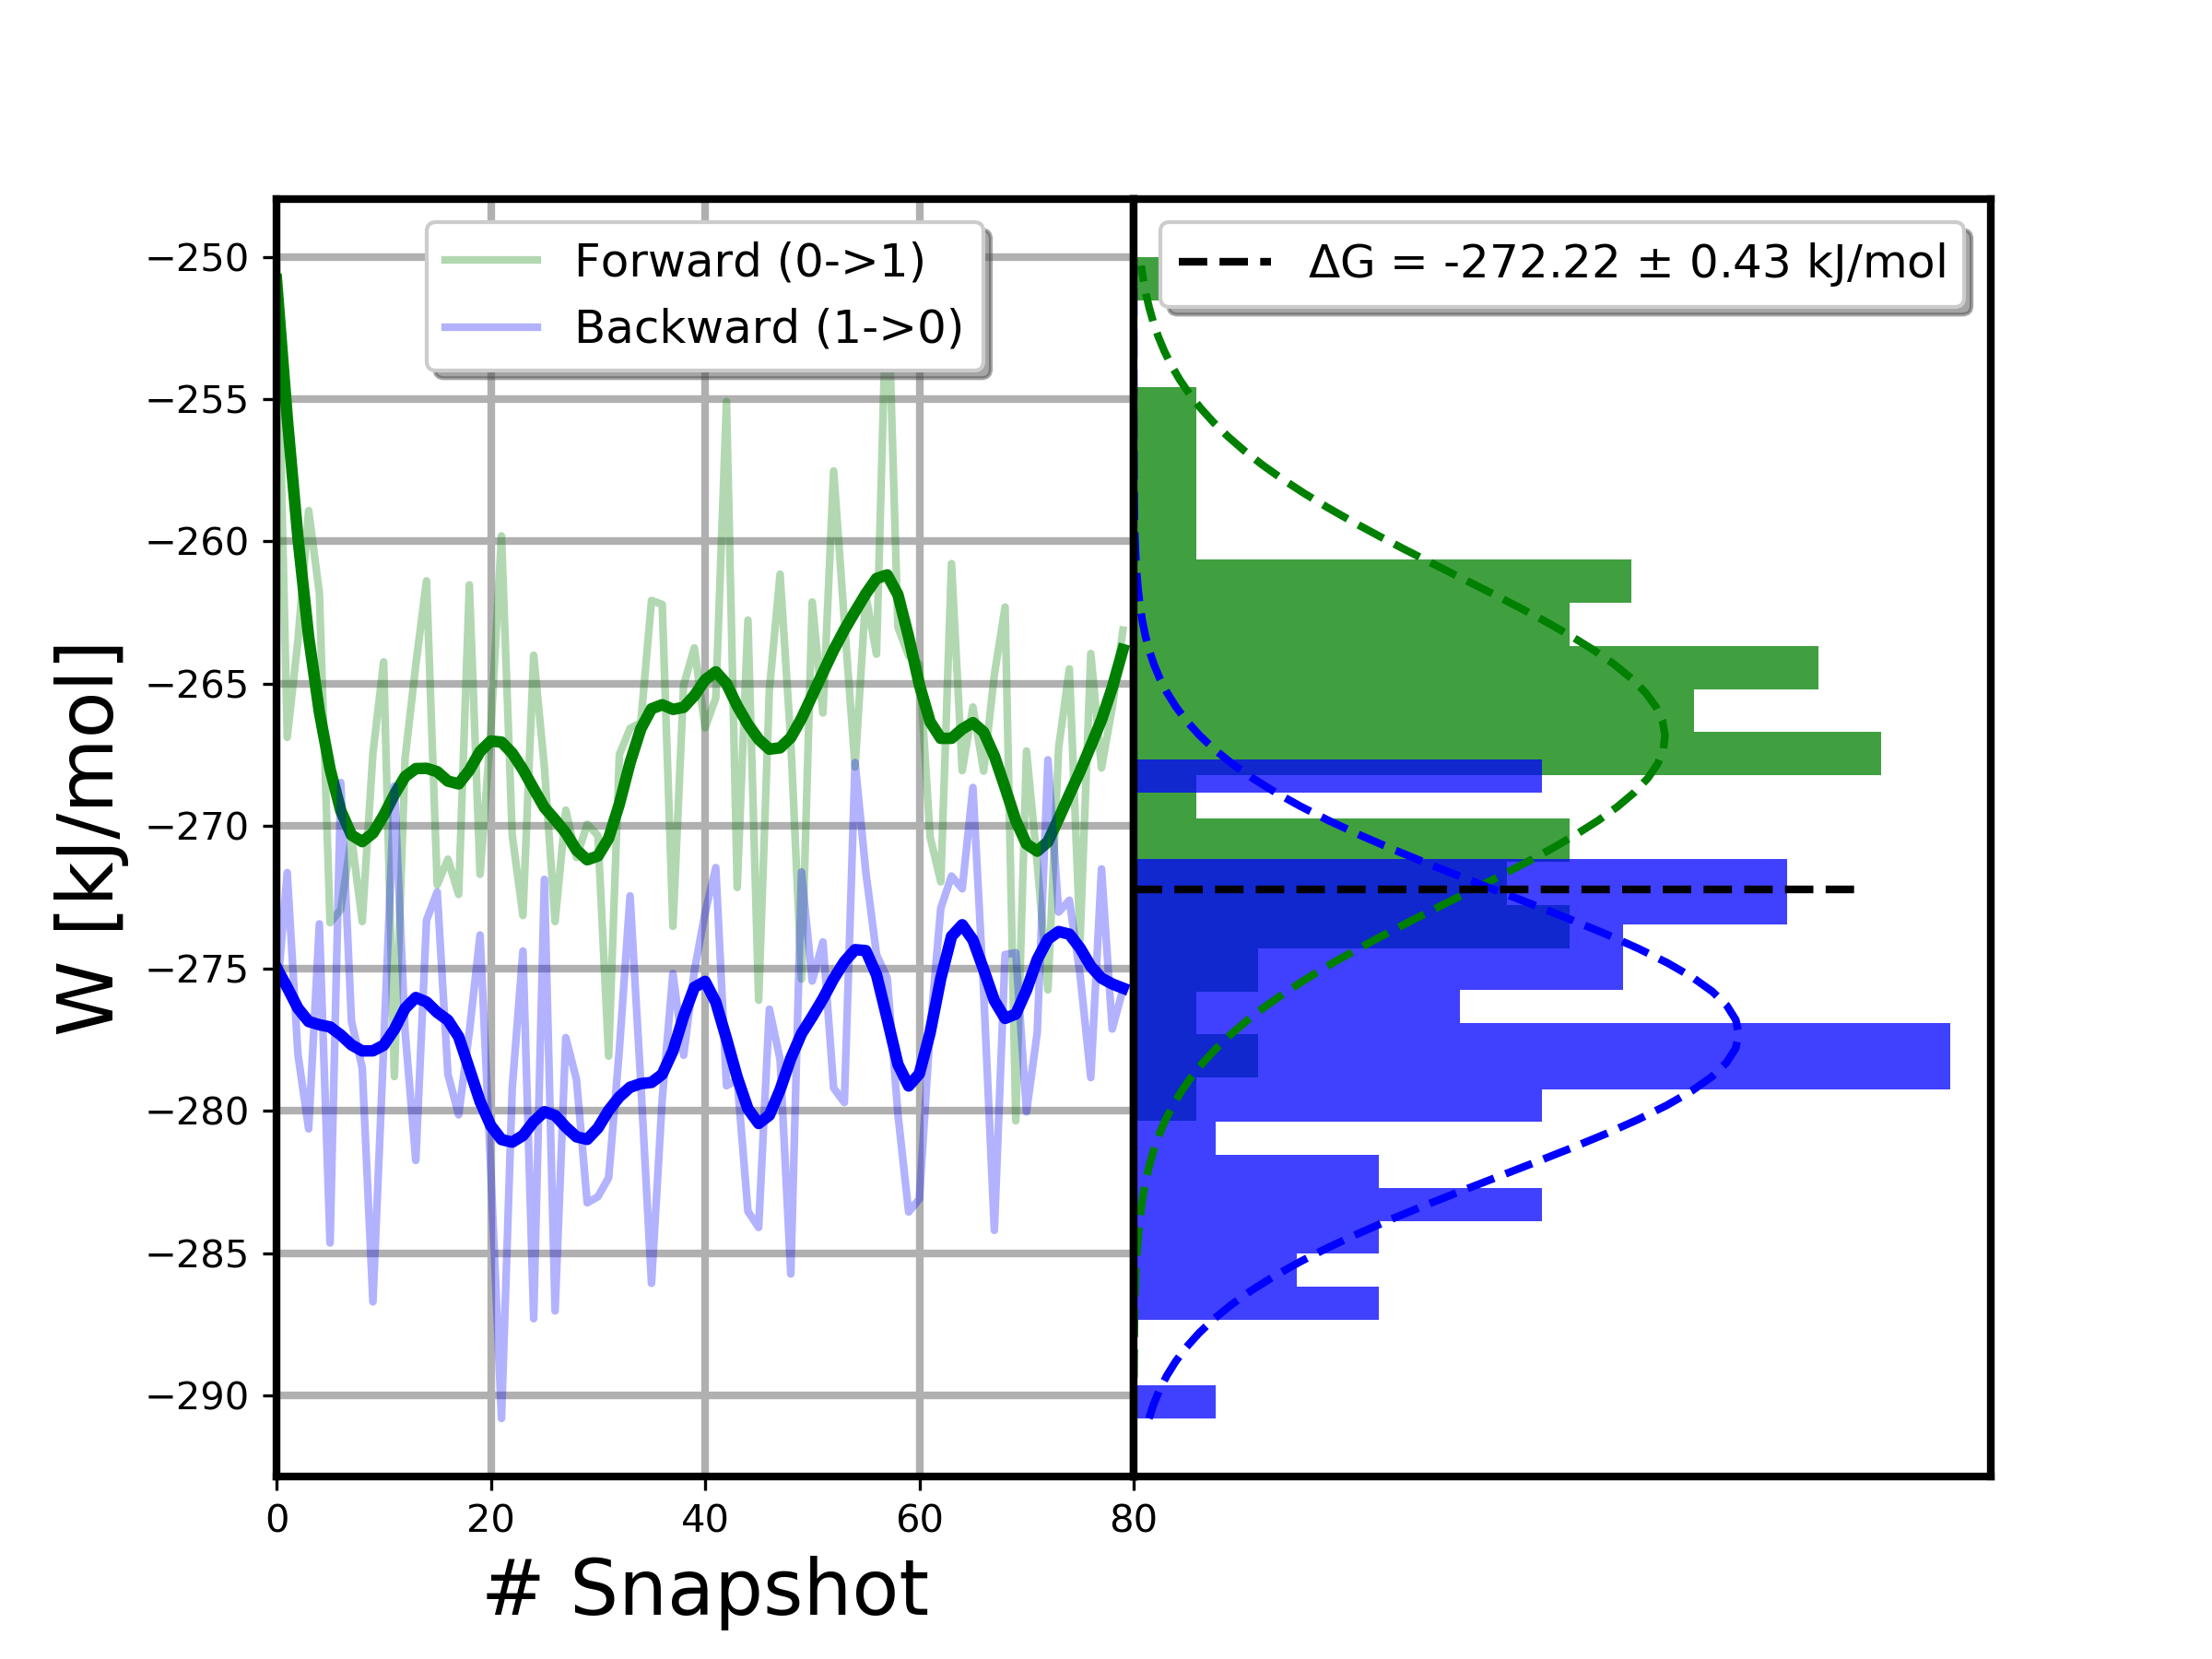 Forward (0->1)
Backward (1->0)
ΔG = -272.22 ± 0.43 kJ/mol
W [kJ/mol]
−250
−255
−260
−265
−270
−275
−280
−285
−290
0 20 40 60 80
# Snapshot